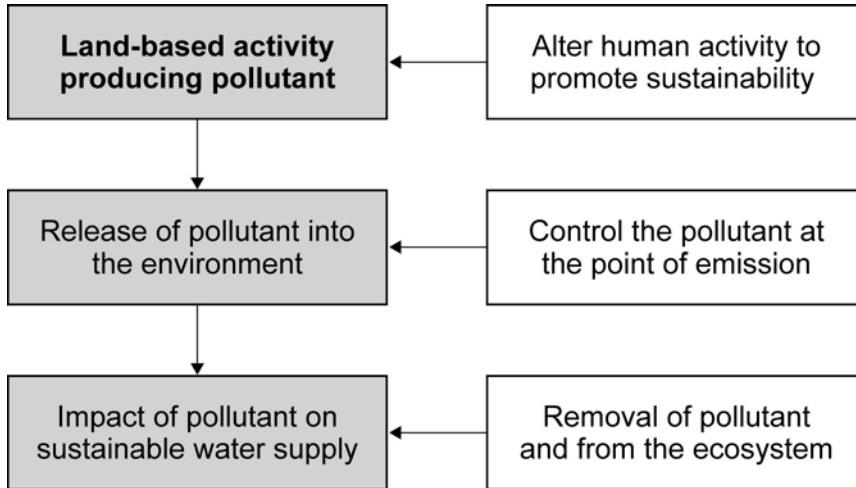 Land-based activity
producing pollutant
Alter human activity to
promote sustainability
Release of pollutant into
the environment
Control the pollutant at
the point of emission
Impact of pollutant on
sustainable water supply
Removal of pollutant
and from the ecosystem